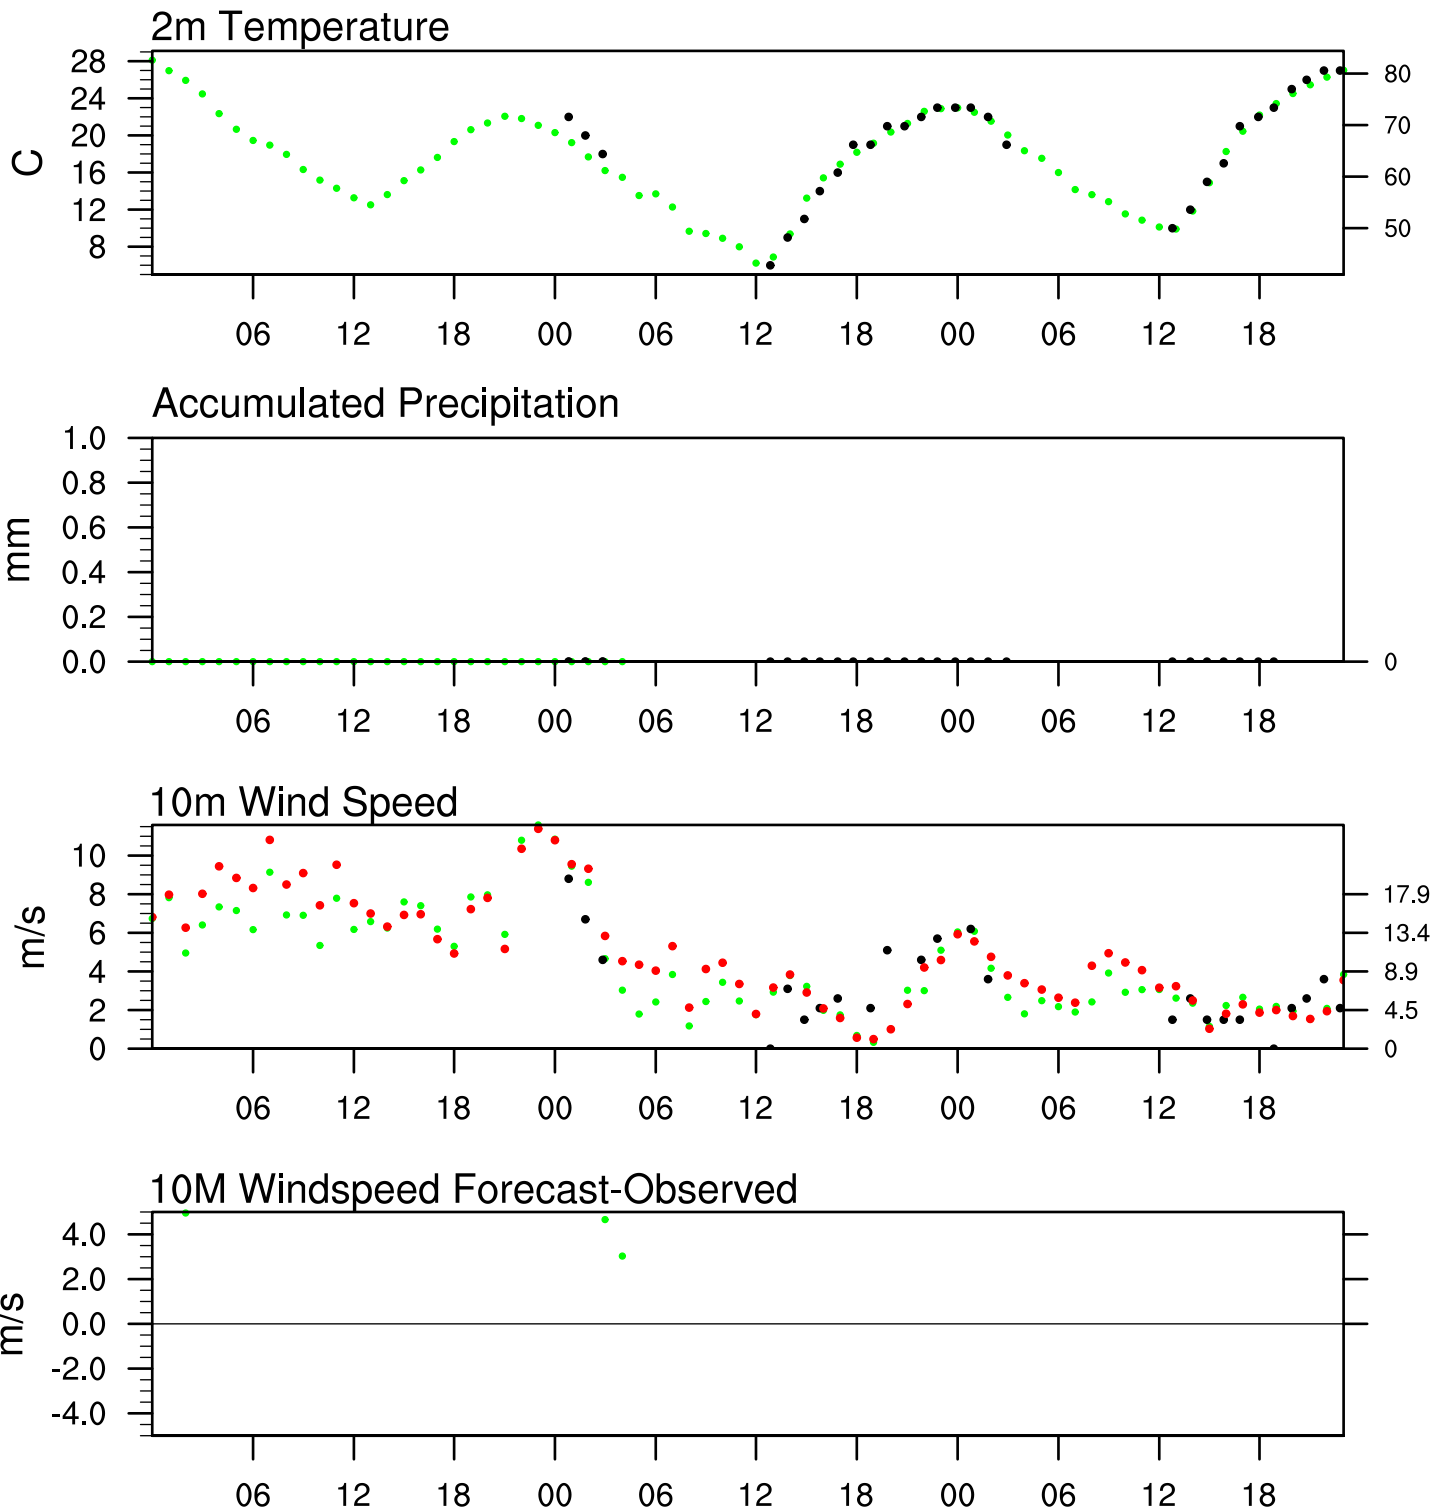 2m Temperature
28
24
20
16
12
8
C
80
70
60
50
06 12 18 00 06 12 18 00 06 12 18
Accumulated Precipitation
1.0
0.8
0.6
0.4
0.2
0.0
mm
0
06 12 18 00 06 12 18 00 06 12 18
10m Wind Speed
10
8
6
4
2
0
m/s
17.9
13.4
8.9
4.5
0
06 12 18 00 06 12 18 00 06 12 18
10M Windspeed Forecast-Observed
4.0
2.0
0.0
-2.0
-4.0
m/s
06 12 18 00 06 12 18 00 06 12 18